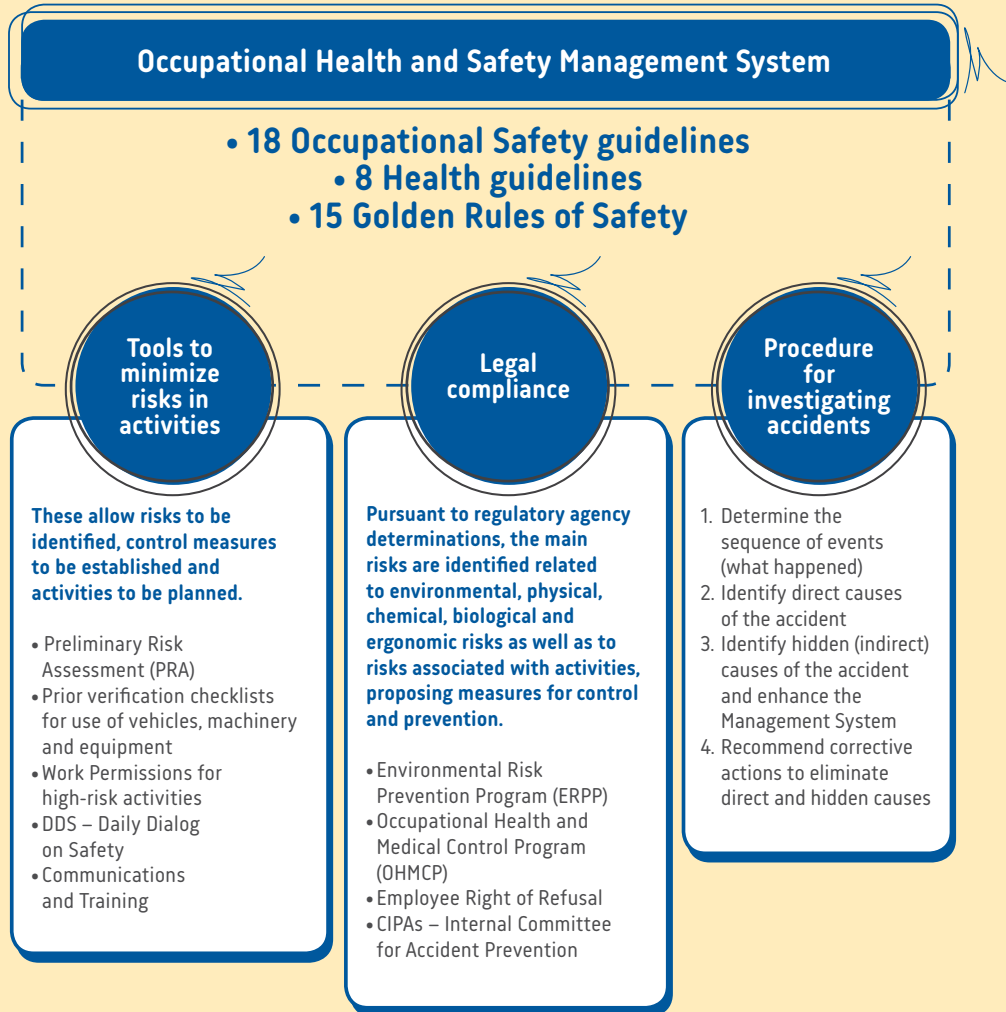 Occupational Health and Safety Management System
• 18 Occupational Safety guidelines
• 8 Health guidelines
• 15 Golden Rules of Safety
Tools to
minimize
risks in
activities
These allow risks to be
identified, control measures
to be established and
activities to be planned.
• Preliminary Risk
Assessment (PRA)
• Prior verification checklists
for use of vehicles, machinery
and equipment
• Work Permissions for
high-risk activities
• DDS – Daily Dialog
on Safety
• Communications
and Training
Legal
compliance
Pursuant to regulatory agency
determinations, the main
risks are identified related
to environmental, physical,
chemical, biological and
ergonomic risks as well as to
risks associated with activities,
proposing measures for control
and prevention.
• Environmental Risk
Prevention Program (ERPP)
• Occupational Health and
Medical Control Program
(OHMCP)
• Employee Right of Refusal
• CIPAs – Internal Committee
for Accident Prevention
Procedure
for
investigating
accidents
1. Determine the
sequence of events
(what happened)
2. Identify direct causes
of the accident
3. Identify hidden (indirect)
causes of the accident
and enhance the
Management System
4. Recommend corrective
actions to eliminate
direct and hidden causes